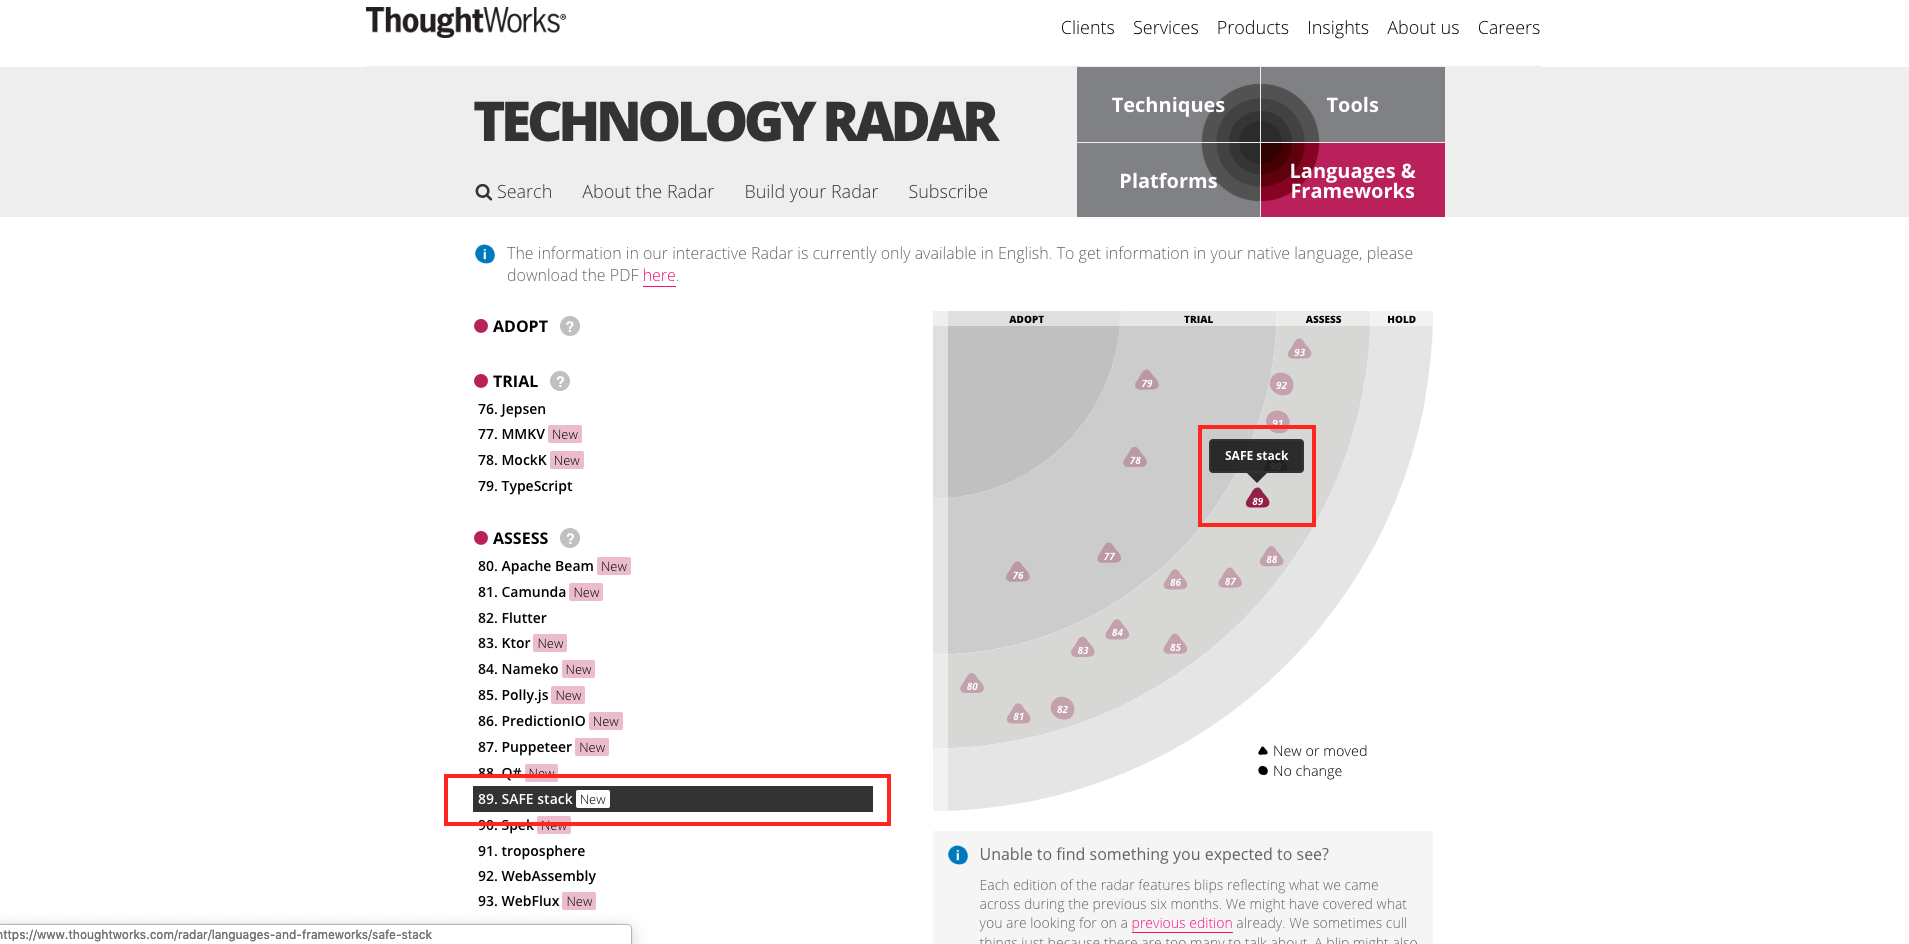 ThoughtWorks®
Clients Services Products Insights About us Careers
TECHNOLOGY RADAR
Search About the Radar Build your Radar Subscribe
Techniques
Tools
Platforms
Languages &
Frameworks
The information in our interactive Radar is currently only available in English. To get information in your native language, please
download the PDF here.
ADOPT ?
TRIAL ?
76. Jepsen
77. MMKV New
78. MockK New
79. TypeScript
ASSESS ?
80. Apache Beam New
81. Camunda New
82. Flutter
83. Ktor New
84. Nameko New
85. Polly.js New
86. PredictionIO New
87. Puppeteer New
88. Q# New
89. SAFE stack New
90. Spek New
91. troposphere
92. WebAssembly
93. WebFlux New
ADOPT TRIAL ASSESS HOLD
93
79
92
91
SAFE stack
78
90
89
77
88
76
86
87
84
83
85
80
81
82
New or moved
No change
Unable to find something you expected to see?
Each edition of the radar features blips reflecting what we came
across during the previous six months. We might have covered what
you are looking for on a previous edition already. We sometimes cull
things just because there are too many to talk about. A blip might also
https://www.thoughtworks.com/radar/languages-and-frameworks/safe-stack